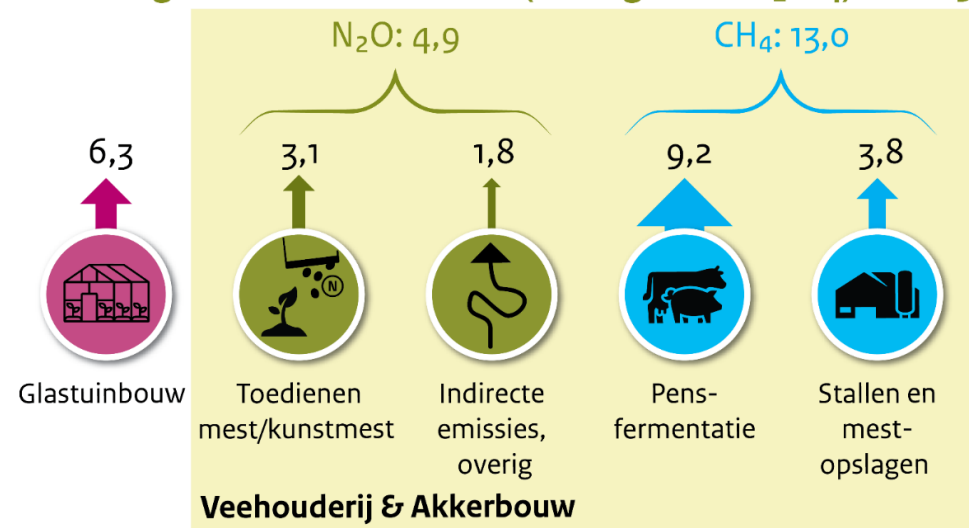 N₂O: 4,9
CH₄: 13,0
6,3
3,1
1,8
9,2
3,8
N
Glastuinbouw
Toedienen
mest/kunstmest
Indirecte
emissies,
overig
Pens-
fermentatie
Stallen en
mest-
opslagen
Veehouderij & Akkerbouw